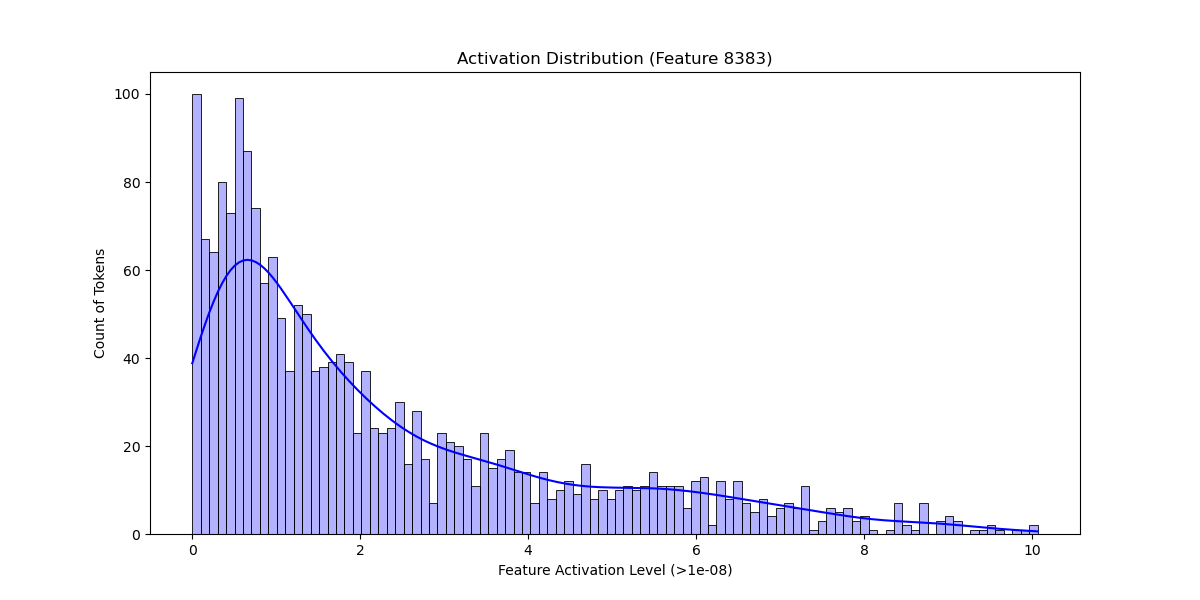 Activation Distribution (Feature 8383)
100
80
60
40
20
0
Count of Tokens
0 2 4 6 8 10
Feature Activation Level (>1e-08)